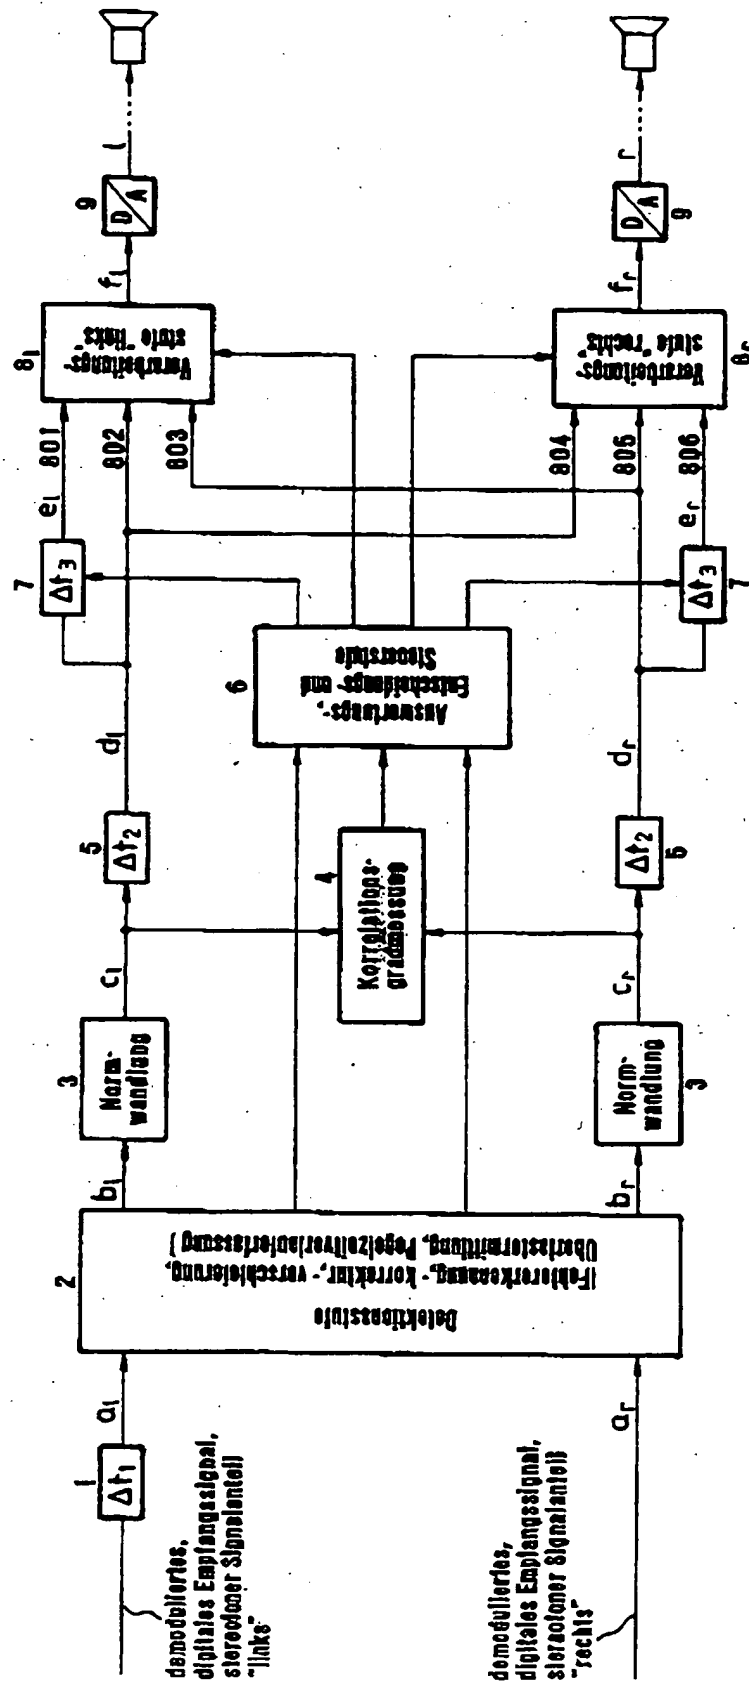 demoduliertes,
digitales Empfangssignal,
stereofoner Signalanteil
"links"
1
Δt1
al
demoduliertes,
digitales Empfangssignal,
stereofoner Signalanteil
"rechts"
ar
2
Detektionsstufe
(Fehlererkennung, -korrektur, -verschleierung,
Überlastermittlung, Pegelzeitverlauferfassung)
bl
br
3
Norm-
wandlung
3
Norm-
wandlung
cl
cr
4
Korrelations-
gradmessung
5
Δt2
5
Δt2
dl
dr
6
Auswertungs-,
Entscheidungs- und
Steuerstufe
7
Δt3
7
Δt3
el
er
801
802
803
804
805
806
8l
Verarbeitungs-
stufe "links"
8r
Verarbeitungs-
stufe "rechts"
fl
fr
9
D/A
9
D/A
l
r